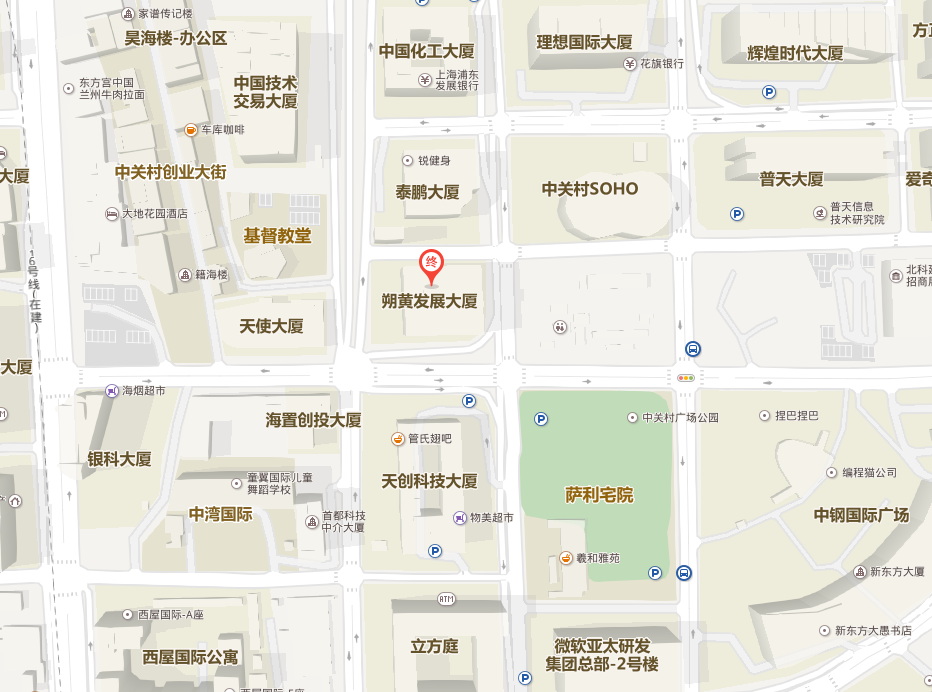 家谱传记楼
昊海楼-办公区
中国化工大厦
理想国际大厦
辉煌时代大厦
花旗银行
上海浦东
发展银行
东方宫中国
兰州牛肉拉面
中国技术
交易大厦
P
车库咖啡
锐健身
中关村创业大街
大厦
泰鹏大厦
中关村SOHO
普天大厦
大地花园酒店
P
普天信息
技术研究院
基督教堂
终
籍海楼
16号线(在建)
北科
招商
朔黄发展大厦
天使大厦
大厦
海烟超市
P
P
中关村广场公园
捏巴捏巴
海置创投大厦
管氏翅吧
银科大厦
童翼国际儿童
舞蹈学校
天创科技大厦
编程猫公司
萨利宅院
中湾国际
首都科技
中介大厦
物美超市
中钢国际广场
P
羲和雅苑
P
新东方大厦
ATM
西屋国际-A座
新东方大愚书店
立方庭
微软亚太研发
集团总部-2号楼
西屋国际公寓
P